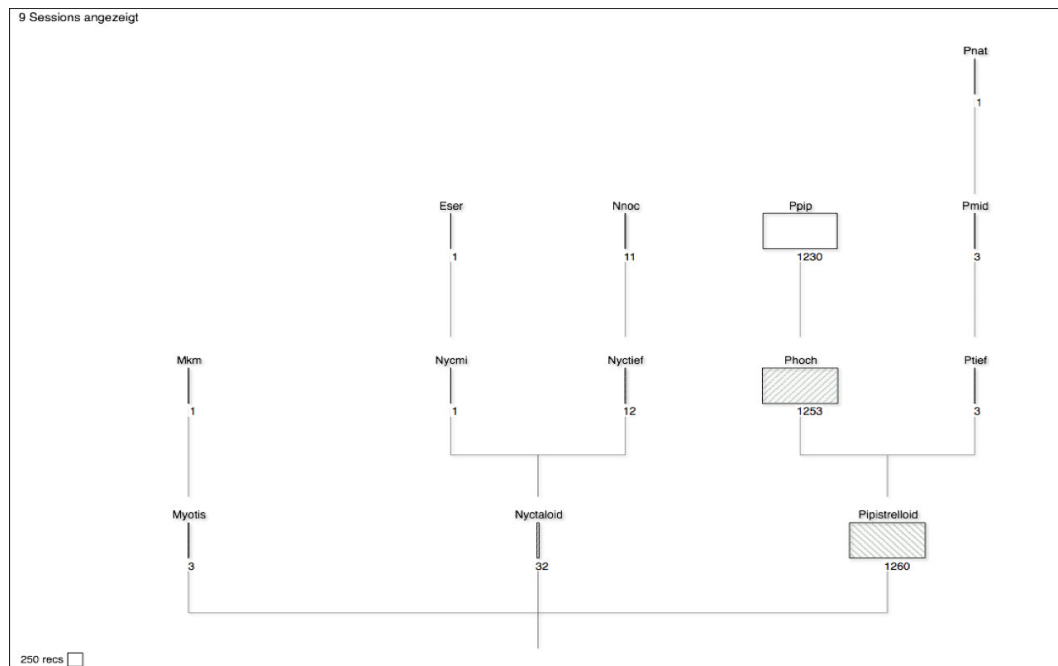 9 Sessions angezeigt
Pnat
1
Eser
Nnoc
Ppip
Pmid
1
11
1230
3
Mkm
Nycmi
Nyctief
Phoch
Ptief
1
1
12
1253
3
Myotis
Nyctaloid
Pipistrelloid
3
32
1260
250 recs